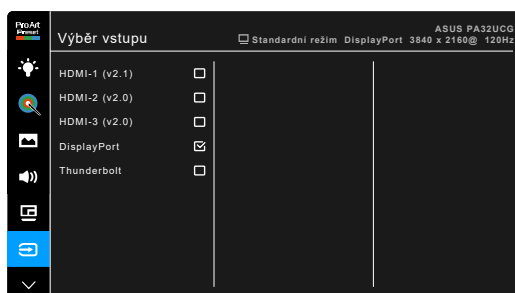 ProArt
Preset
Výběr vstupu
ASUS PA32UCG
Standardní režim DisplayPort 3840 x 2160@ 120Hz
HDMI-1 (v2.1)
HDMI-2 (v2.0)
HDMI-3 (v2.0)
DisplayPort
Thunderbolt